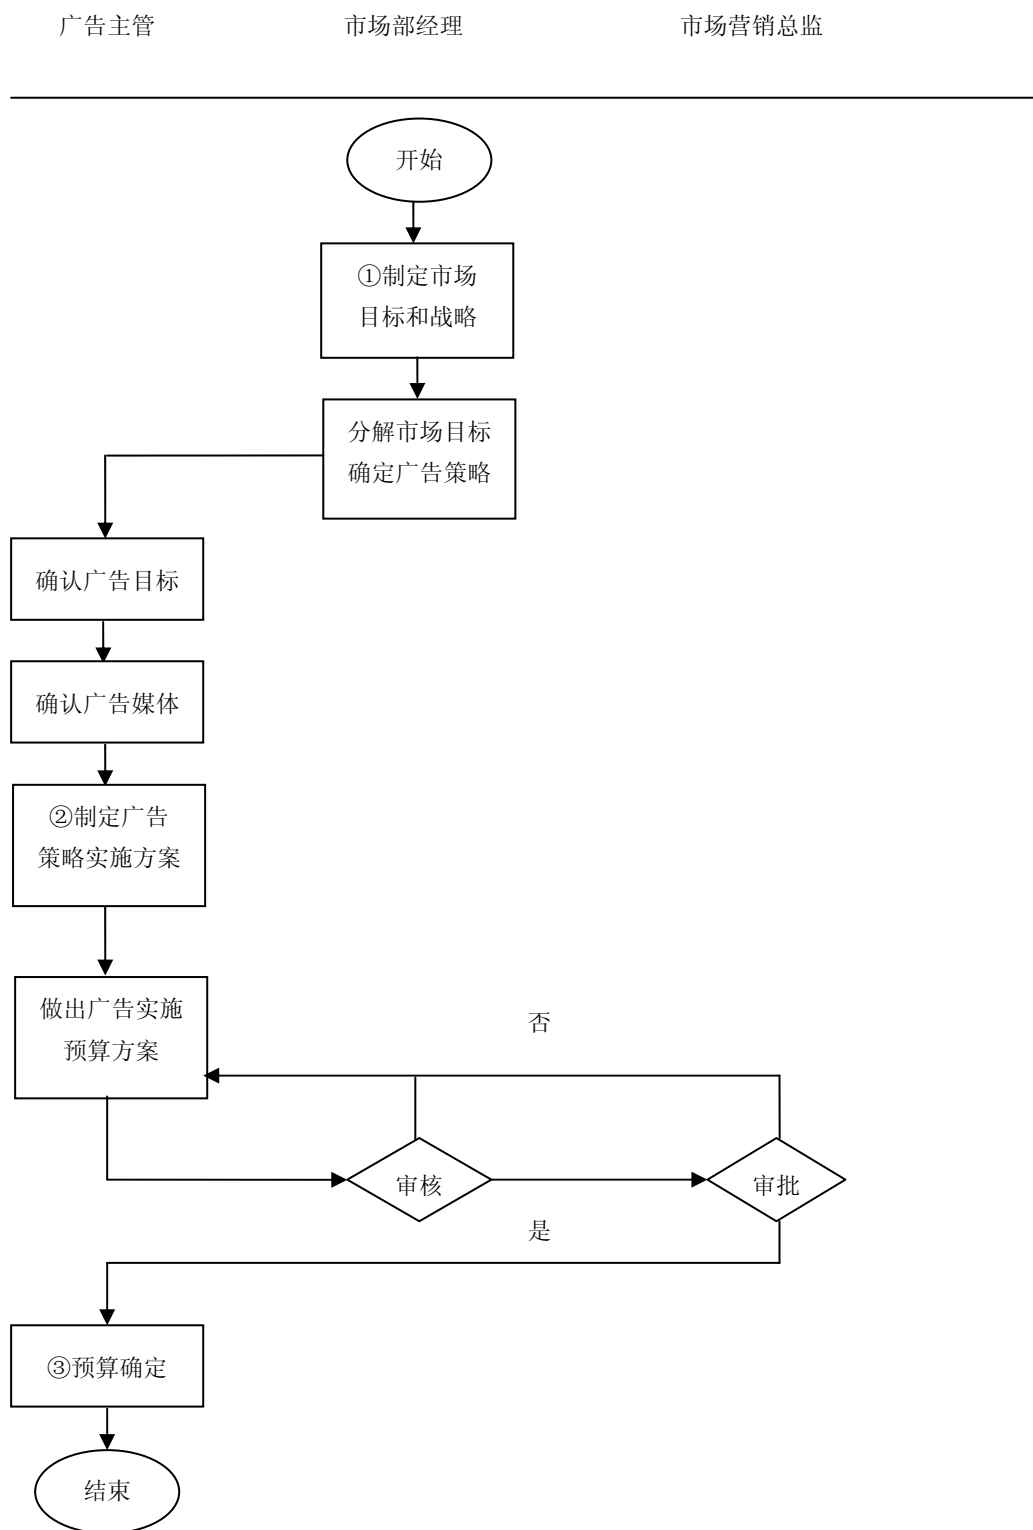 广告主管 市场部经理 市场营销总监
开始
①制定市场
目标和战略
分解市场目标
确定广告策略
确认广告目标
确认广告媒体
②制定广告
策略实施方案
做出广告实施
预算方案
否
审核
审批
是
③预算确定
结束